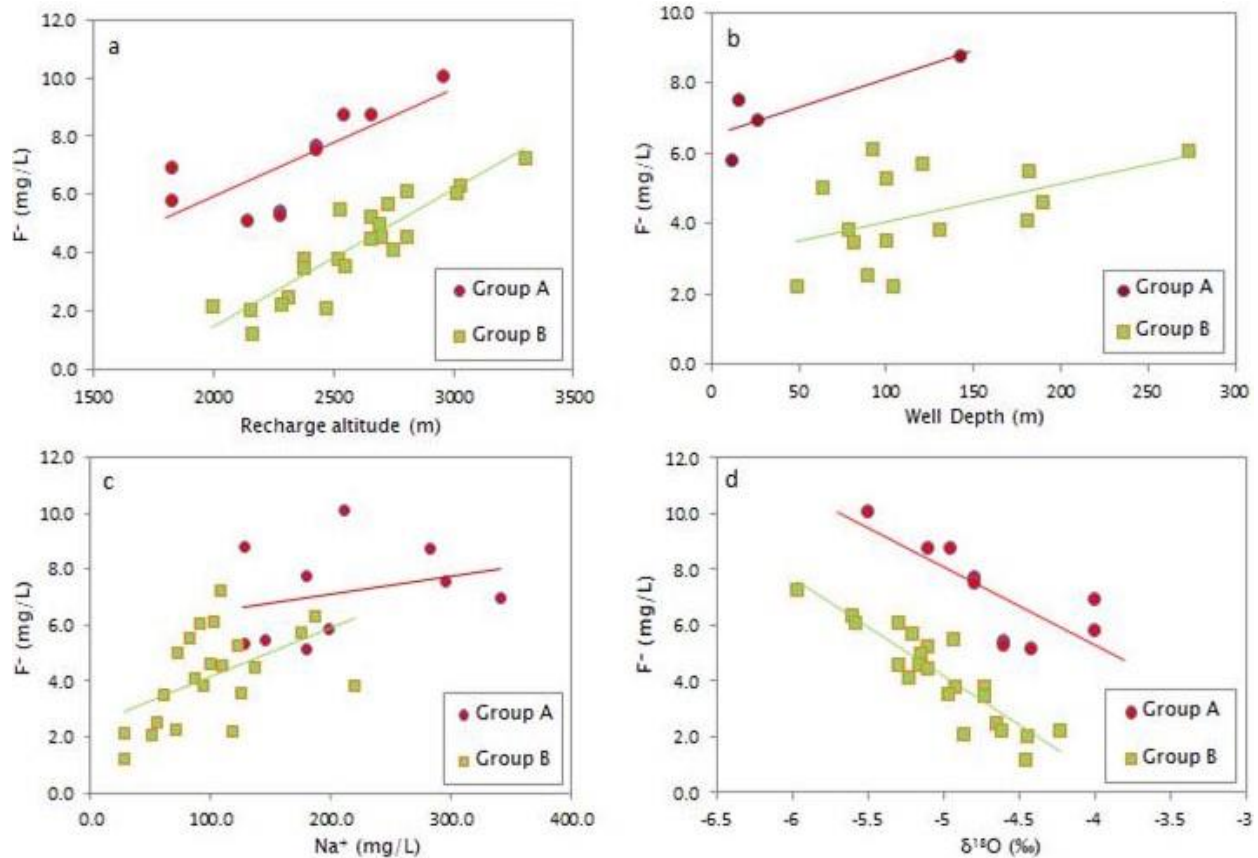 12.0
10.0
8.0
6.0
4.0
2.0
0.0
F- (mg/L)
a
Group A
Group B
1500 2000 2500 3000 3500
Recharge altitude (m)
10.0
8.0
6.0
4.0
2.0
0.0
F- (mg/L)
b
Group A
Group B
0 50 100 150 200 250 300
Well Depth (m)
12.0
10.0
8.0
6.0
4.0
2.0
0.0
F- (mg/L)
c
Group A
Group B
0.0 100.0 200.0 300.0 400.0
Na⁺ (mg/L)
12.0
10.0
8.0
6.0
4.0
2.0
0.0
F- (mg/L)
d
Group A
Group B
-6.5 -6 -5.5 -5 -4.5 -4 -3.5 -3
δ¹⁸O (‰)